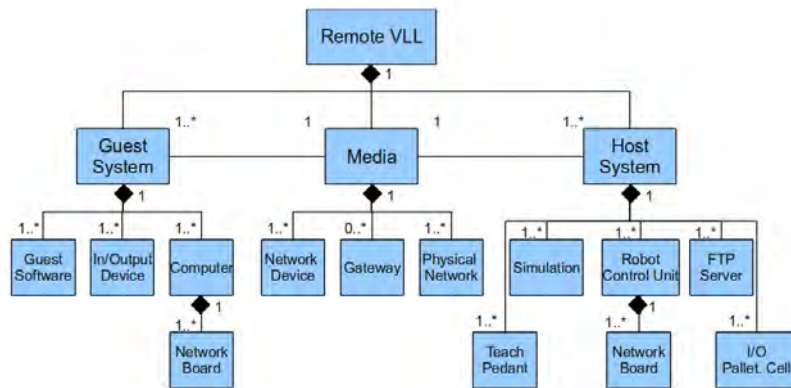 Remote VLL
1
1..*
1
1
1..*
Guest
System
Media
Host
System
1
1
1
1..*
1..*
1..*
1..*
0..*
1..*
1..*
1..*
1..*
Guest
Software
In/Output
Device
Computer
Network
Device
Gateway
Physical
Network
Simulation
Robot
Control Unit
FTP
Server
1
1
1..*
1..*
1..*
1..*
Network
Board
Teach
Pedant
Network
Board
I/O
Pallet. Cell